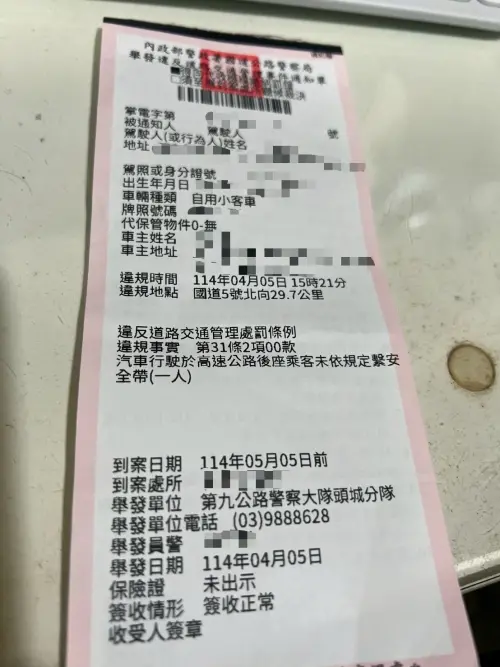 內政部警政署國道公路警察局
舉發違反道路交通管理事件通知單
掌電字第
被通知人 駕駛人 號
駕駛人(或行為人)姓名
地址
駕照或身分證號
出生年月日
車輛種類 自用小客車
牌照號碼
代保管物件0-無
車主姓名
車主地址
違規時間 114年04月05日 15時21分
違規地點 國道5號北向29.7公里
違反道路交通管理處罰條例
違規事實 第31條2項00款
汽車行駛於高速公路後座乘客未依規定繫安
全帶(一人)
到案日期 114年05月05日前
到案處所
舉發單位 第九公路警察大隊頭城分隊
舉發單位電話 (03)9888628
舉發員警
舉發日期 114年04月05日
保險證 未出示
簽收情形 簽收正常
收受人簽章